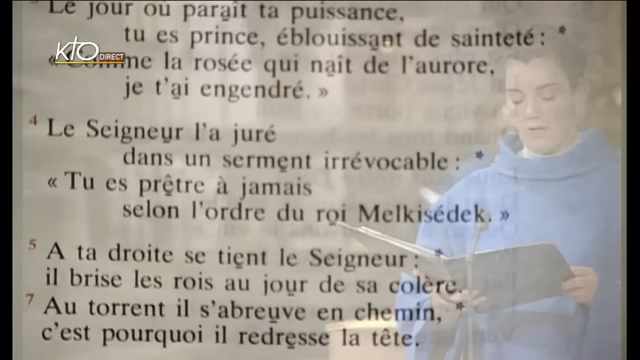 Le jour où paraît ta puissance,
tu es prince, éblouissant de sainteté : *
« Comme la rosée qui naît de l'aurore,
je t'ai engendré. »
4 Le Seigneur l'a juré
dans un serment irrévocable : *
« Tu es prêtre à jamais
selon l'ordre du roi Melkisédek. »
5 A ta droite se tient le Seigneur : *
il brise les rois au jour de sa colère.
7 Au torrent il s'abreuve en chemin, *
c'est pourquoi il redresse la tête.
KTO DIRECT